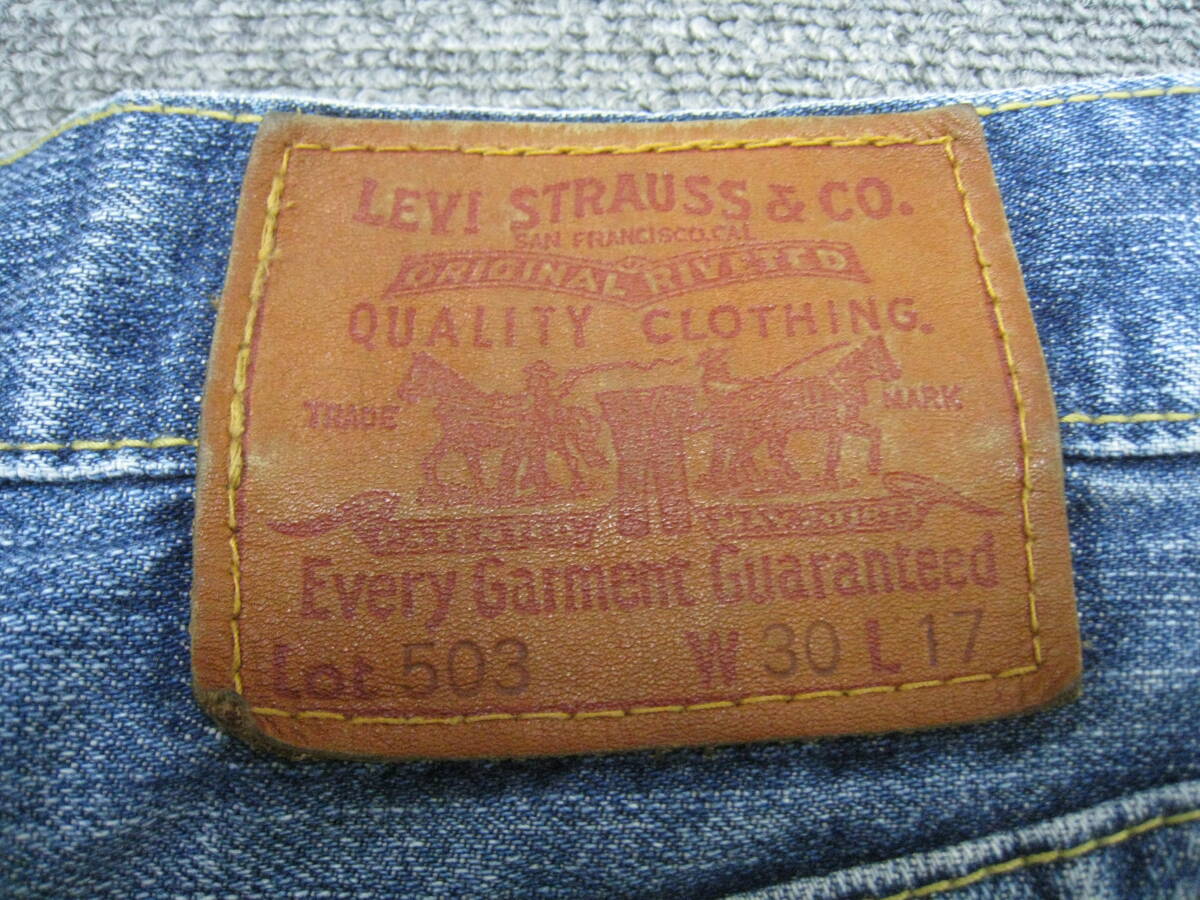 LEVI STRAUSS & CO.
SAN FRANCISCO, CAL
ORIGINAL RIVETED
QUALITY CLOTHING.
TRADE MARK
PATENTED
Every Garment Guaranteed
Lot 503 W 30 L 17